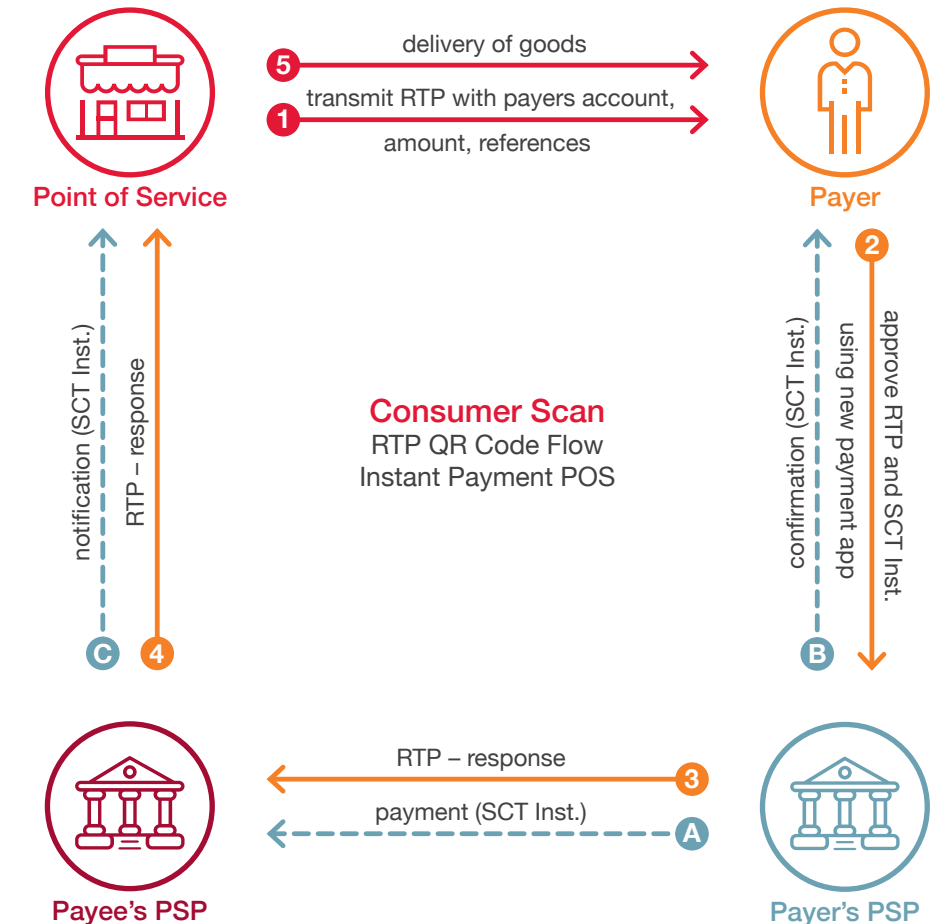 delivery of goods
5
transmit RTP with payers account,
1
amount, references
Point of Service
Payer
2
notification (SCT Inst.)
RTP – response
confirmation (SCT Inst.)
using new payment app
approve RTP and SCT Inst.
Consumer Scan
RTP QR Code Flow
Instant Payment POS
C
4
B
RTP – response
3
payment (SCT Inst.)
A
Payee's PSP
Payer's PSP